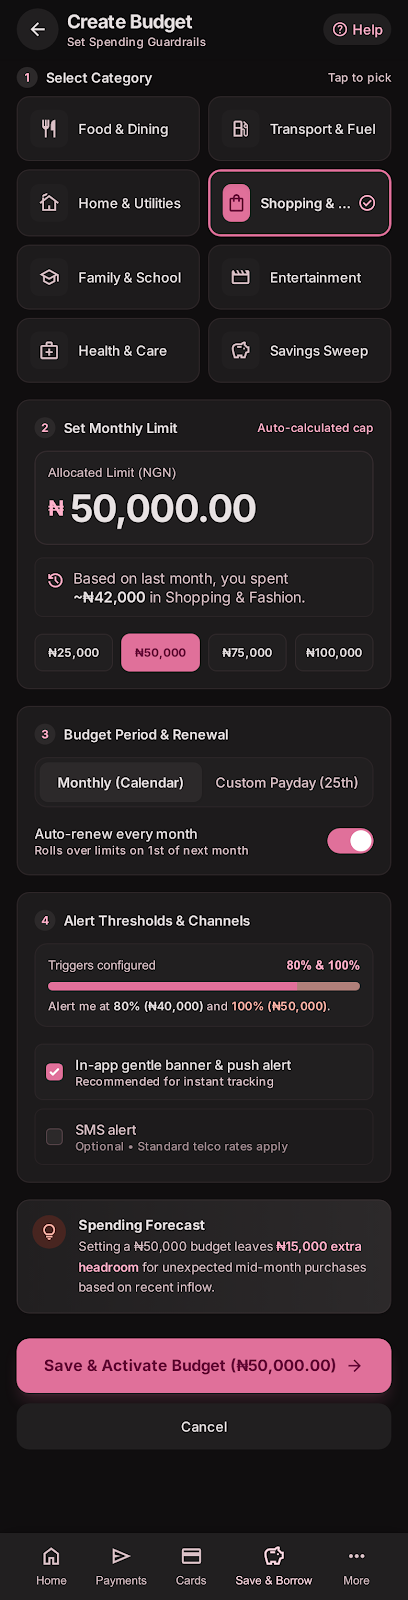 Create Budget
Set Spending Guardrails
Help
1 Select Category
Tap to pick
Food & Dining
Transport & Fuel
Home & Utilities
Shopping & ...
Family & School
Entertainment
Health & Care
Savings Sweep
2 Set Monthly Limit
Auto-calculated cap
Allocated Limit (NGN)
₦ 50,000.00
Based on last month, you spent
~₦42,000 in Shopping & Fashion.
₦25,000
₦50,000
₦75,000
₦100,000
3 Budget Period & Renewal
Monthly (Calendar)
Custom Payday (25th)
Auto-renew every month
Rolls over limits on 1st of next month
4 Alert Thresholds & Channels
Triggers configured
80% & 100%
Alert me at 80% (₦40,000) and 100% (₦50,000).
In-app gentle banner & push alert
Recommended for instant tracking
SMS alert
Optional • Standard telco rates apply
Spending Forecast
Setting a ₦50,000 budget leaves ₦15,000 extra
headroom for unexpected mid-month purchases
based on recent inflow.
Save & Activate Budget (₦50,000.00)
Cancel
Home
Payments
Cards
Save & Borrow
More